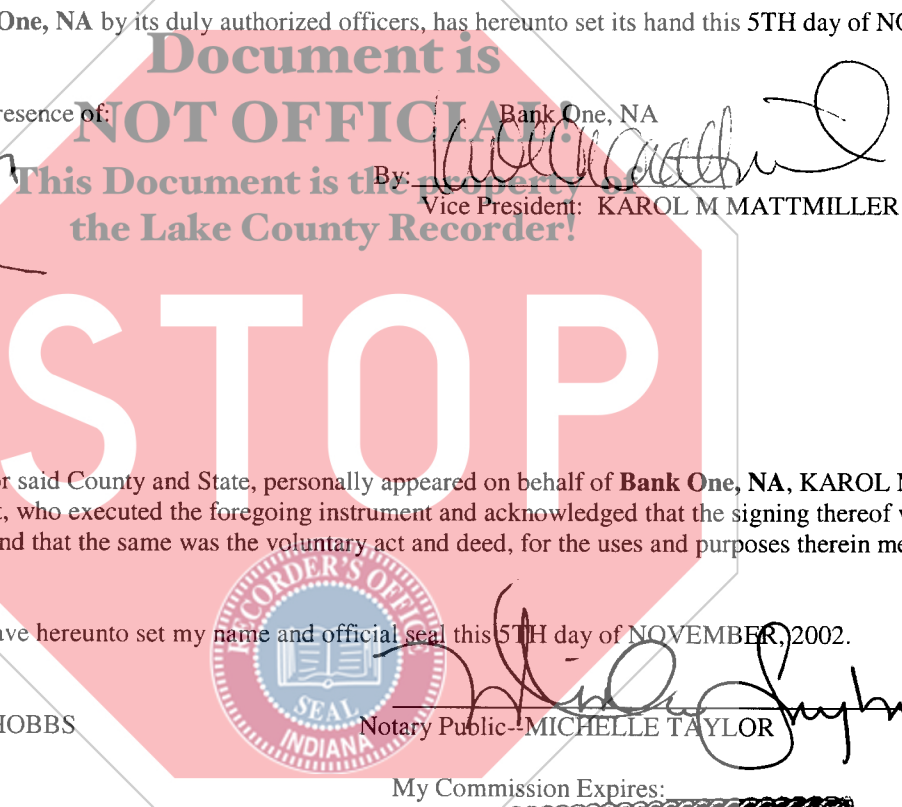 One, NA by its duly authorized officers, has hereunto set its hand this 5TH day of NO
Document is
resence of:
Bank One, NA
NOT OFFICIAL!
This Document is the property of
By:
Vice President: KAROL M MATTMILLER
the Lake County Recorder!
STOP
or said County and State, personally appeared on behalf of Bank One, NA, KAROL M
t, who executed the foregoing instrument and acknowledged that the signing thereof
nd that the same was the voluntary act and deed, for the uses and purposes therein me
RECORDER'S OFFICE
ave hereunto set my name and official seal this 5TH day of NOVEMBER, 2002.
SEAL
INDIANA
HOBBS
Notary Public--MICHELLE TAYLOR
My Commission Expires: